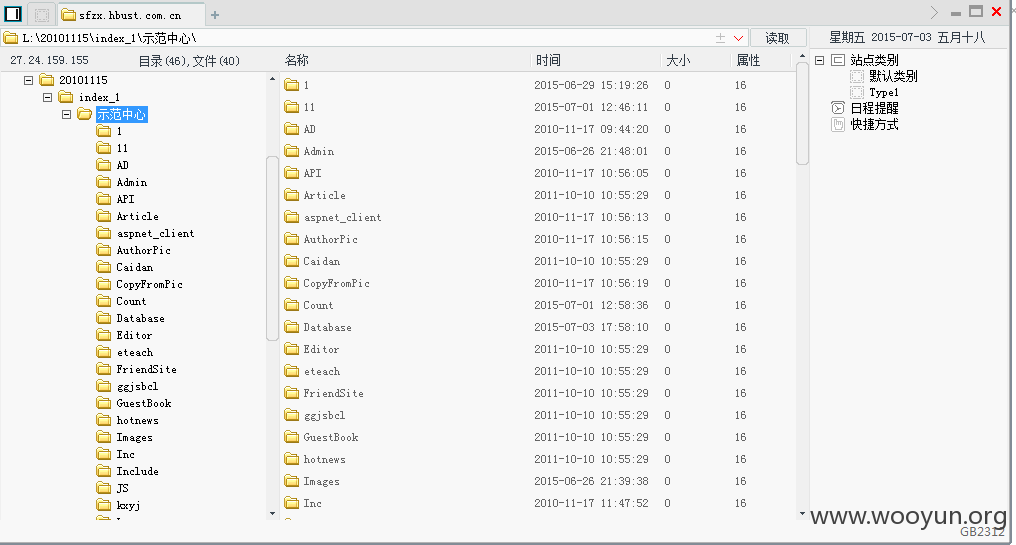 sfzx.hbust.com.cn
L:\20101115\index_1\示范中心\ 读取 星期五 2015-07-03 五月十八
27.24.159.155 目录(46),文件(40)
20101115
index_1
示范中心
1
11
AD
Admin
API
Article
aspnet_client
AuthorPic
Caidan
CopyFromPic
Count
Database
Editor
eteach
FriendSite
ggjsbcl
GuestBook
hotnews
Images
Inc
Include
JS
kxyj
名称 时间 大小 属性
1 2015-06-29 15:19:26 0 16
11 2015-07-01 12:46:11 0 16
AD 2010-11-17 09:44:20 0 16
Admin 2015-06-26 21:48:01 0 16
API 2010-11-17 10:56:05 0 16
Article 2011-10-10 10:55:29 0 16
aspnet_client 2010-11-17 10:56:13 0 16
AuthorPic 2010-11-17 10:56:15 0 16
Caidan 2011-10-10 10:55:29 0 16
CopyFromPic 2010-11-17 10:56:19 0 16
Count 2015-07-01 12:58:36 0 16
Database 2015-07-03 17:58:10 0 16
Editor 2011-10-10 10:55:29 0 16
eteach 2011-10-10 10:55:29 0 16
FriendSite 2011-10-10 10:55:29 0 16
ggjsbcl 2011-10-10 10:55:29 0 16
GuestBook 2011-10-10 10:55:29 0 16
hotnews 2011-10-10 10:55:29 0 16
Images 2015-06-26 21:39:38 0 16
Inc 2010-11-17 11:47:52 0 16
站点类别
默认类别
Type1
日程提醒
快捷方式
www.wooyun.org
GB2312